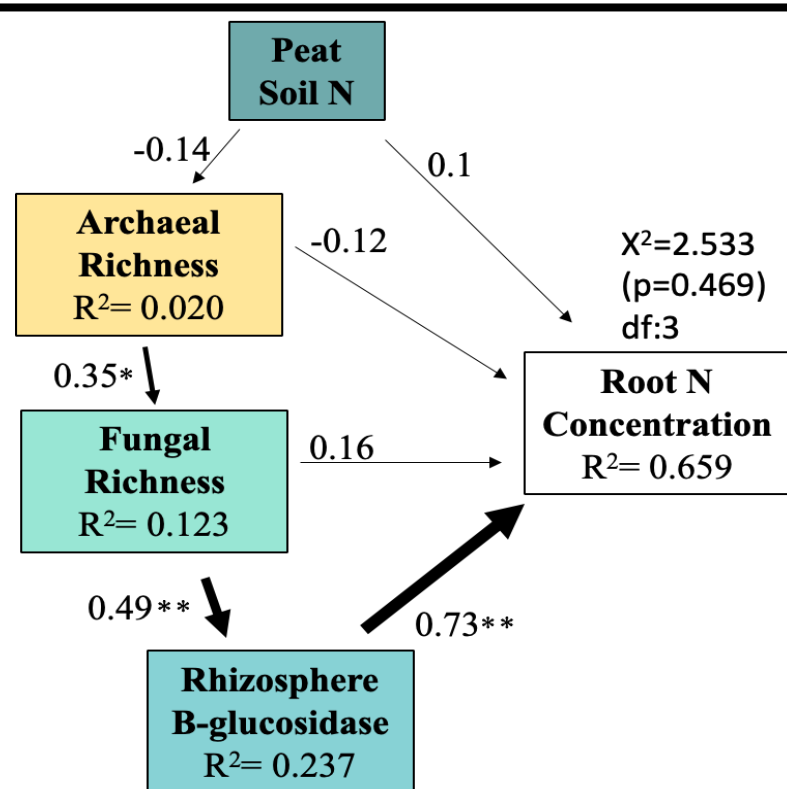 Peat
Soil N
-0.14
0.1
Archaeal
Richness
R²= 0.020
-0.12
X²=2.533
(p=0.469)
df:3
0.35*
Root N
Concentration
R²= 0.659
Fungal
Richness
R²= 0.123
0.16
0.49**
0.73**
Rhizosphere
B-glucosidase
R²= 0.237